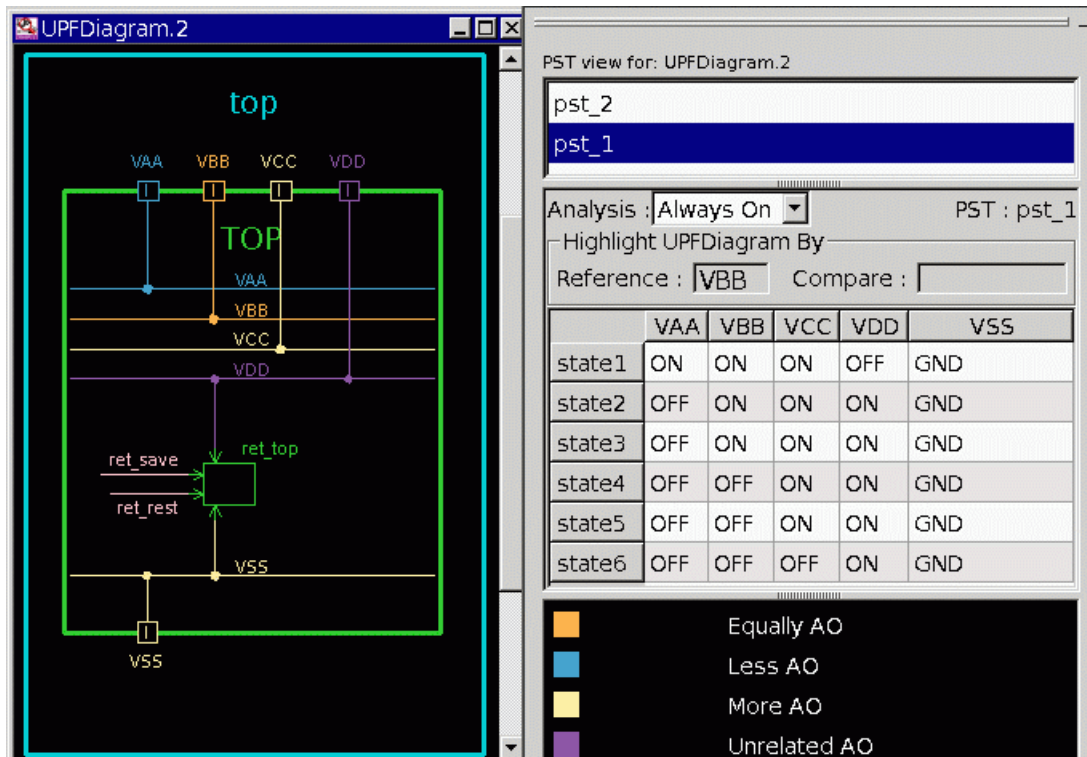 UPFDiagram.2
top
VAA VBB VCC VDD
TOP
VAA
VBB
VCC
VDD
ret_top
ret_save
ret_rest
VSS
VSS
PST view for: UPFDiagram.2
pst_2
pst_1
Analysis : Always On PST : pst_1
Highlight UPFDiagram By
Reference : VBB Compare :
VAA VBB VCC VDD VSS
state1 ON ON ON OFF GND
state2 OFF ON ON ON GND
state3 OFF ON ON ON GND
state4 OFF OFF ON ON GND
state5 OFF OFF ON ON GND
state6 OFF OFF OFF ON GND
Equally AO
Less AO
More AO
Unrelated AO